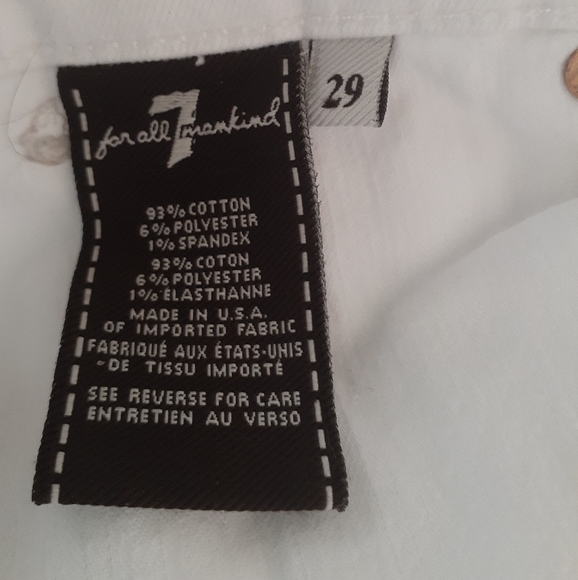 7
for all mankind
29
93% COTTON
6% POLYESTER
1% SPANDEX
93% COTON
6% POLYESTER
1% ELASTHANNE
MADE IN U.S.A.
OF IMPORTED FABRIC
FABRIQUÉ AUX ÉTATS-UNIS
-DE TISSU IMPORTÉ
SEE REVERSE FOR CARE
ENTRETIEN AU VERSO